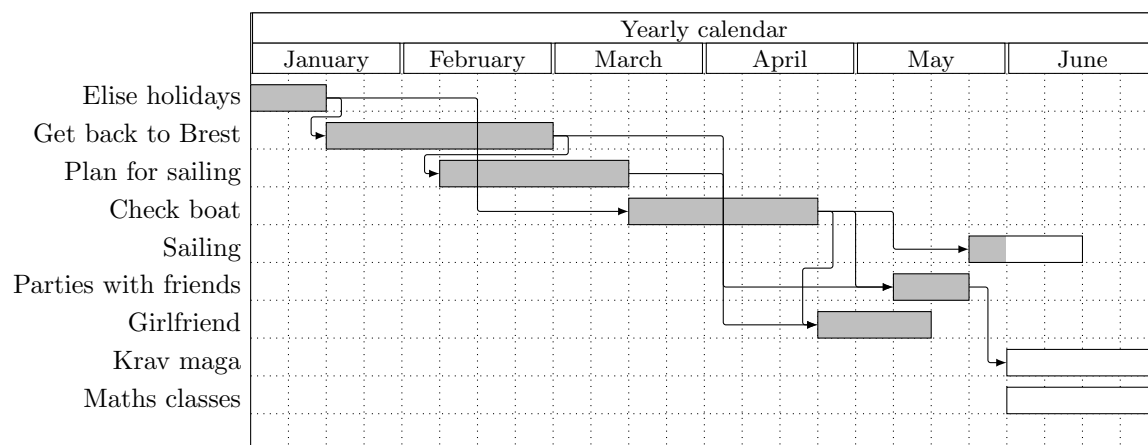 Yearly calendar
January February March April May June
Elise holidays
Get back to Brest
Plan for sailing
Check boat
Sailing
Parties with friends
Girlfriend
Krav maga
Maths classes